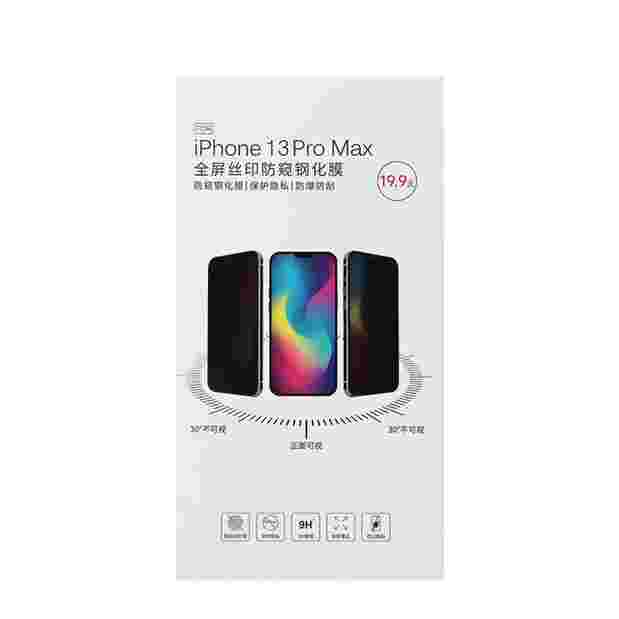 iPhone 13 Pro Max
全屏丝印防窥钢化膜
防窥钢化膜|保护隐私|防爆防刮
19.9元
30°不可视
正面可视
30°不可视
9H